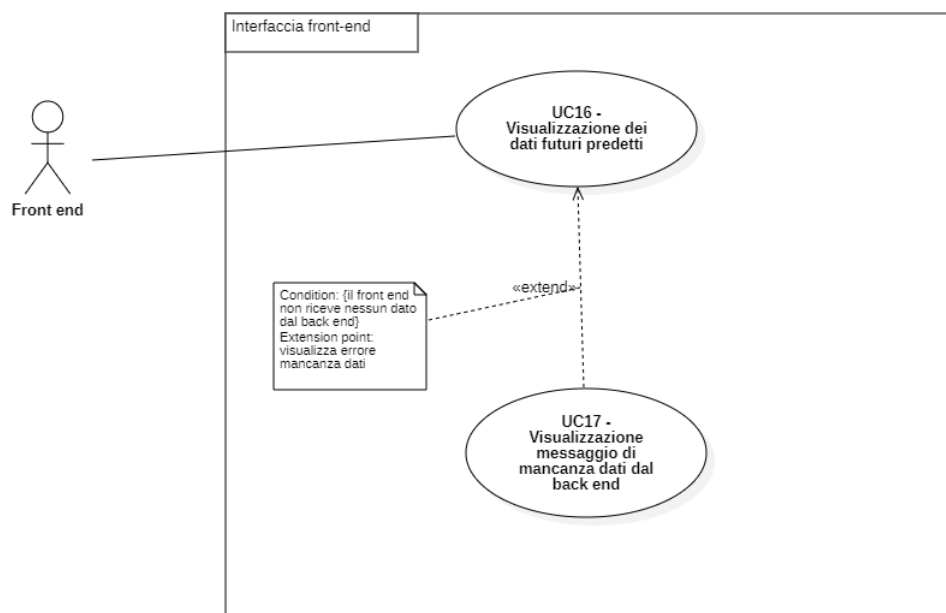 Interfaccia front-end
UC16 -
Visualizzazione dei
dati futuri predetti
Front end
«extend»
Condition: {il front end
non riceve nessun dato
dal back end}
Extension point:
visualizza errore
mancanza dati
UC17 -
Visualizzazione
messaggio di
mancanza dati dal
back end